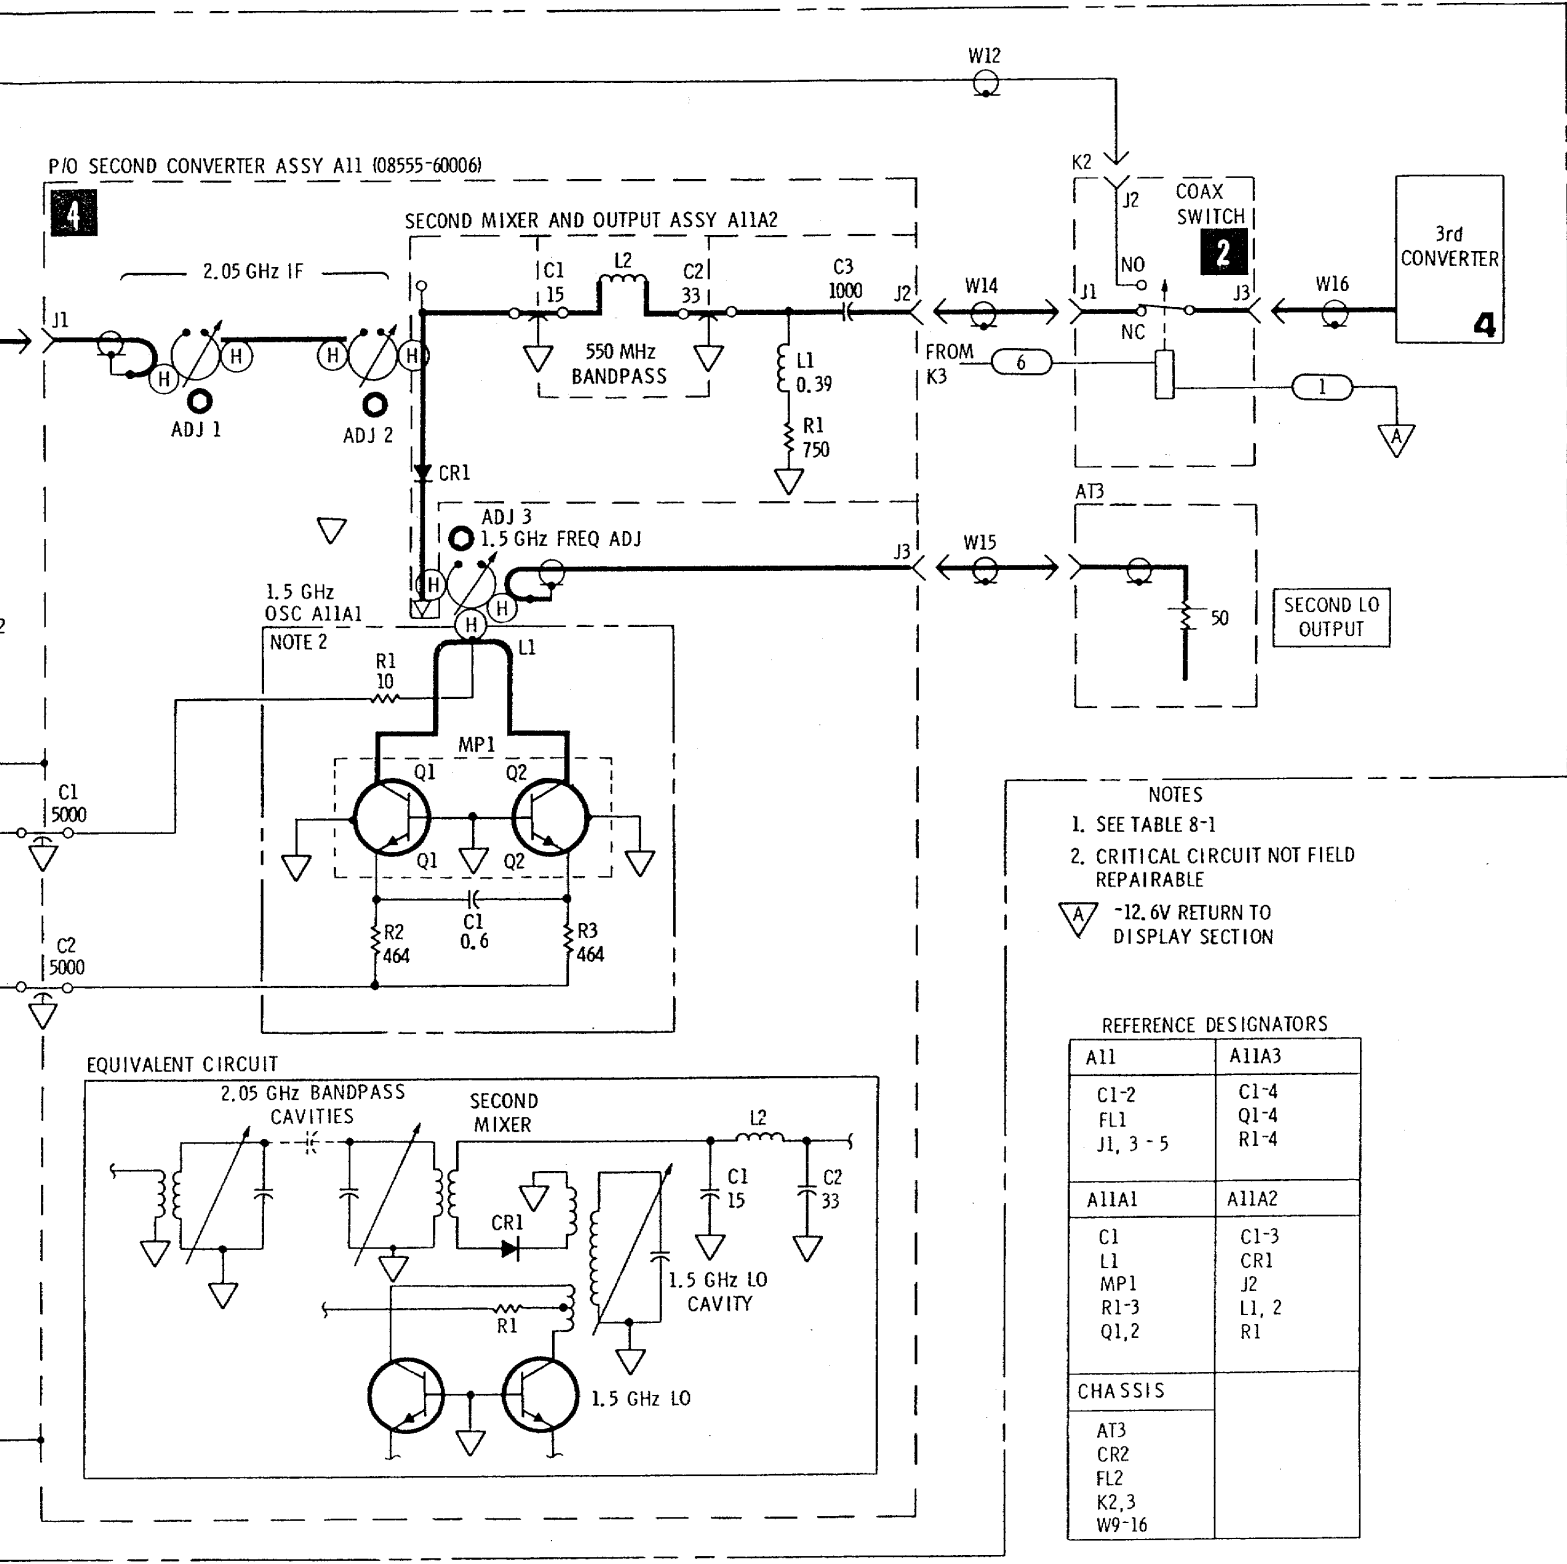 W12
P/O SECOND CONVERTER ASSY A11 (08555-60006)
4
SECOND MIXER AND OUTPUT ASSY A11A2
2.05 GHz IF
J1
H
H
H
H
ADJ 1
ADJ 2
C1
15
L2
C2
33
550 MHz
BANDPASS
C3
1000
J2
L1
0.39
R1
750
W14
FROM
K3
6
K2
J2
COAX
SWITCH
2
NO
NC
J1
J3
1
A
W16
3rd
CONVERTER
4
CR1
ADJ 3
1.5 GHz FREQ ADJ
H
H
H
J3
W15
AT3
50
SECOND LO
OUTPUT
1.5 GHz
OSC A11A1
NOTE 2
2
R1
10
L1
MP1
Q1
Q2
Q1
Q2
C1
0.6
R2
464
R3
464
C1
5000
C2
5000
NOTES
1. SEE TABLE 8-1
2. CRITICAL CIRCUIT NOT FIELD
REPAIRABLE
A
-12.6V RETURN TO
DISPLAY SECTION
EQUIVALENT CIRCUIT
2.05 GHz BANDPASS
CAVITIES
SECOND
MIXER
L2
C1
15
C2
33
CR1
1.5 GHz LO
CAVITY
R1
1.5 GHz LO
REFERENCE DESIGNATORS
A11
A11A3
C1-2
FL1
J1, 3-5
C1-4
Q1-4
R1-4
A11A1
A11A2
C1
L1
MP1
R1-3
Q1,2
C1-3
CR1
J2
L1, 2
R1
CHASSIS
AT3
CR2
FL2
K2,3
W9-16